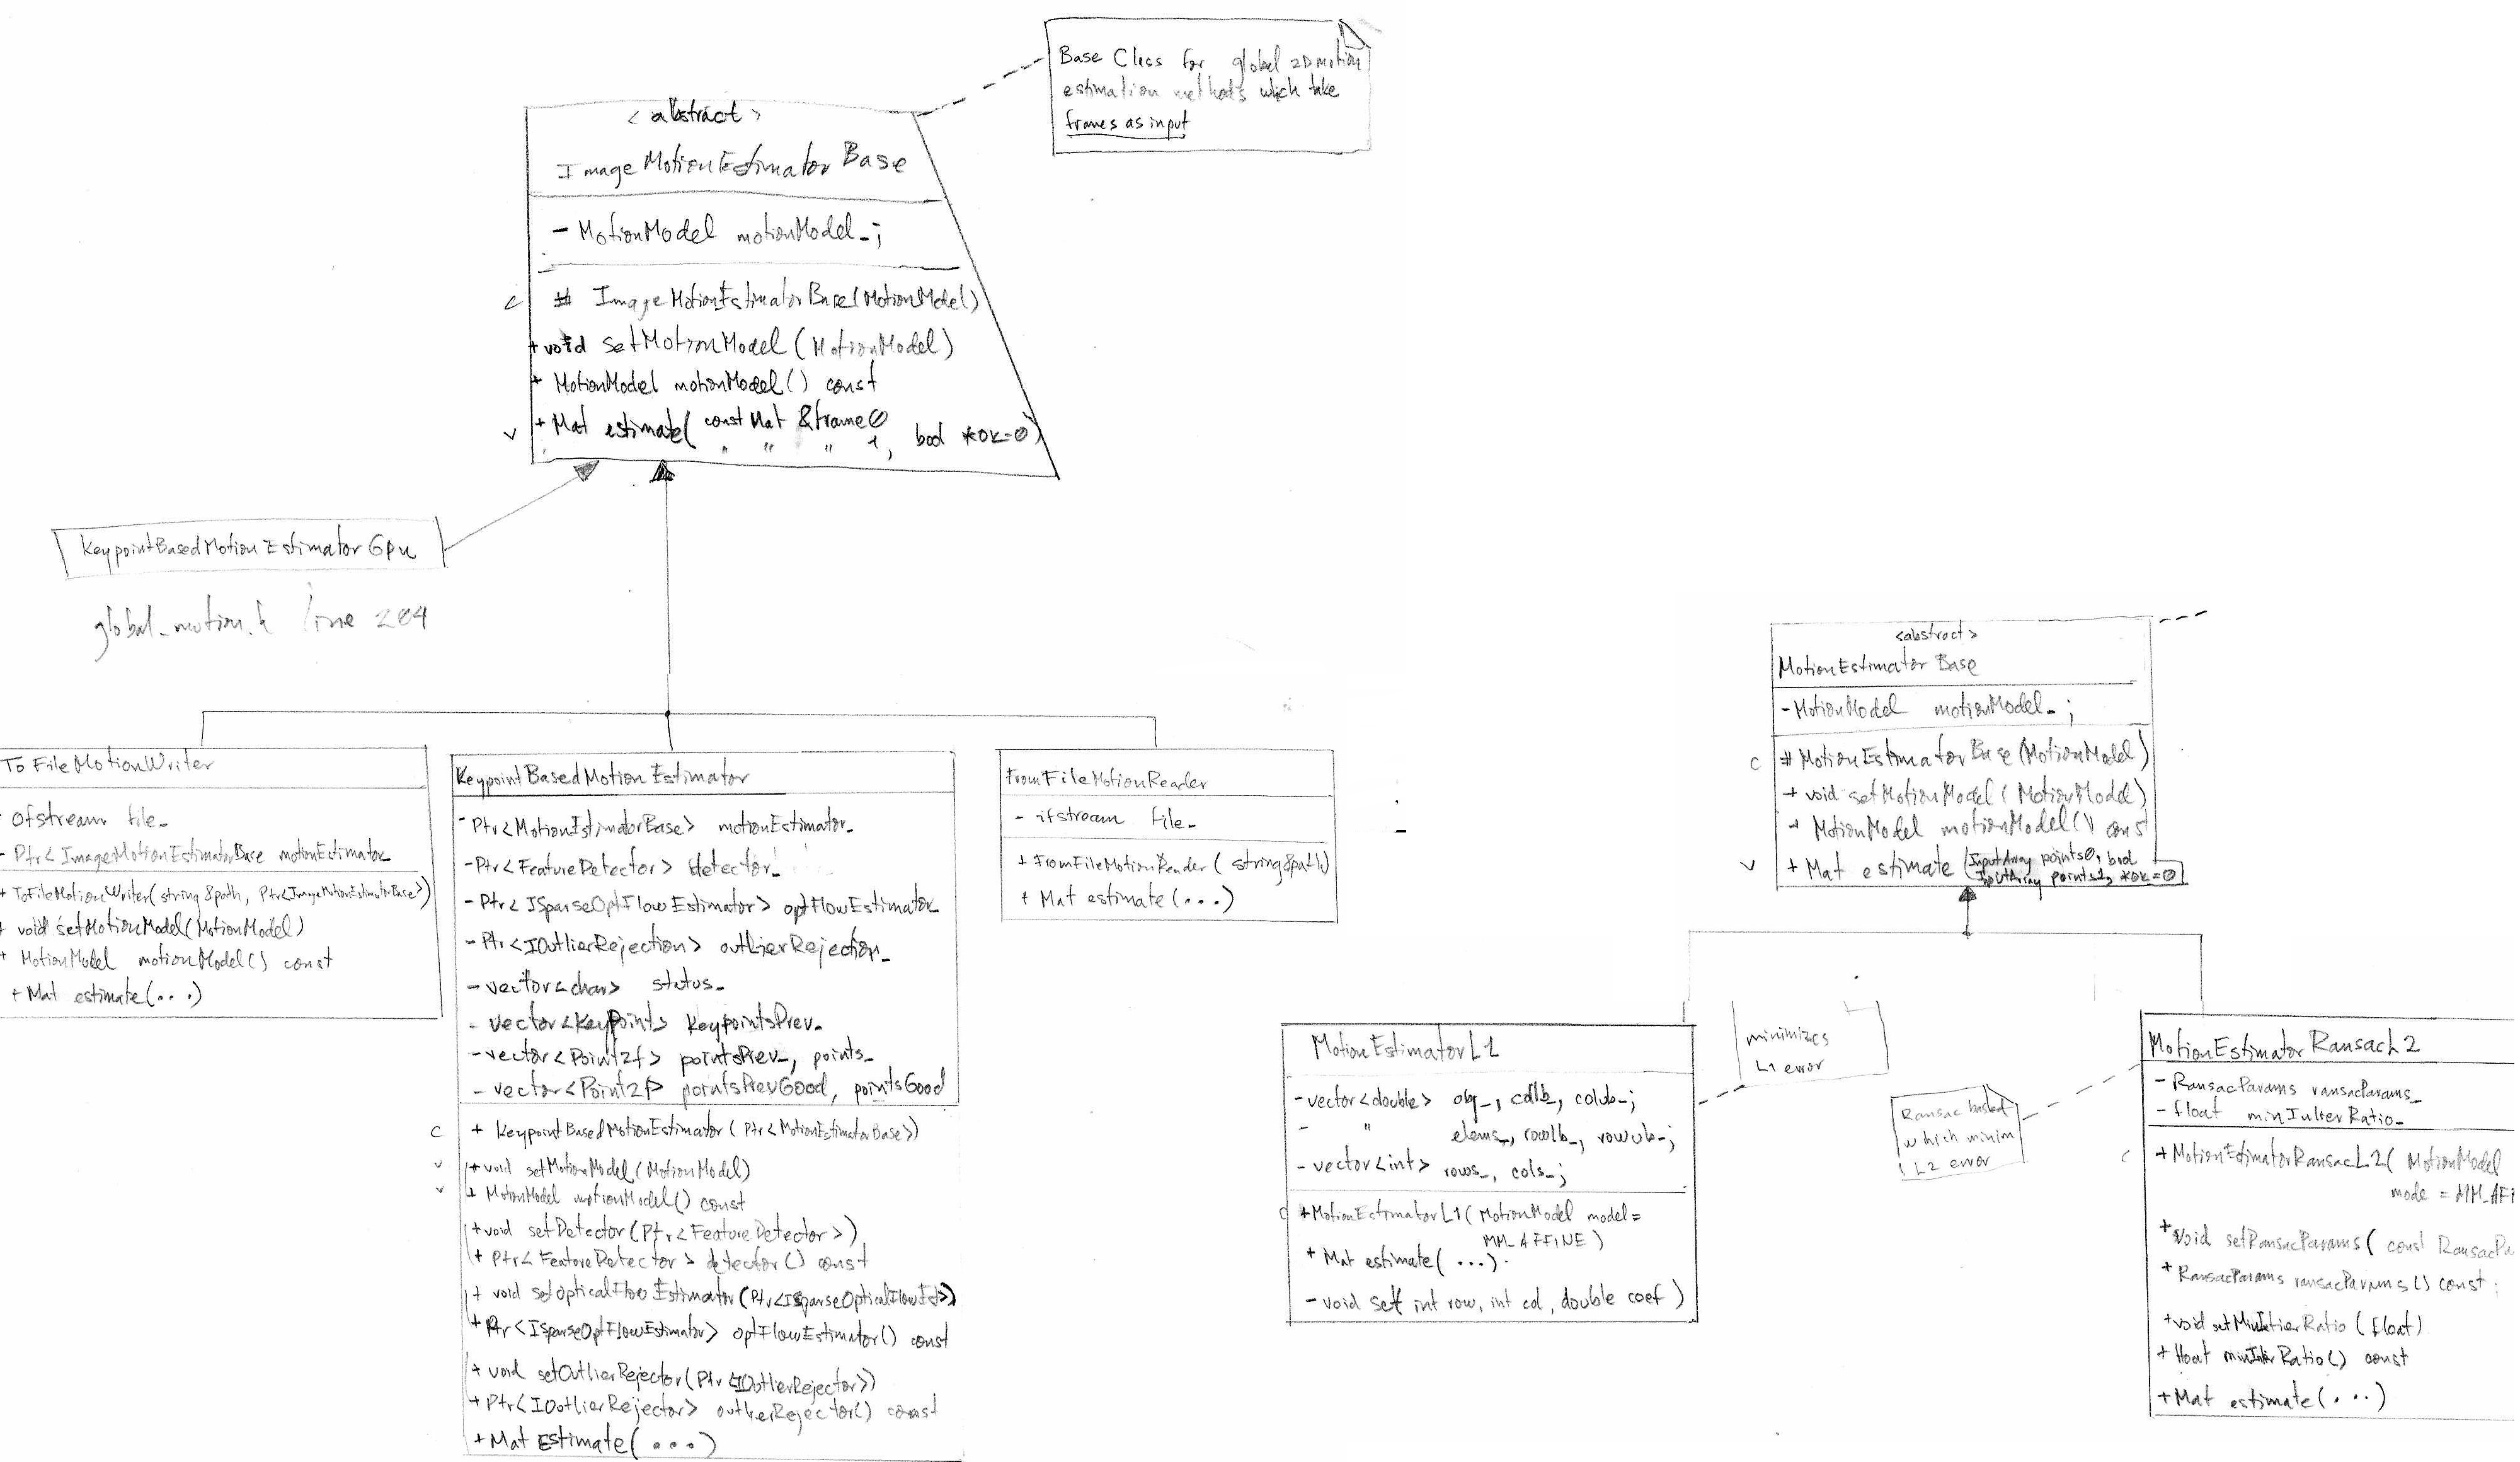 Base Class for global 2D motion
estimation methods which take
frames as input
< abstract >
ImageMotionEstimatorBase
- MotionModel motionModel_;
c # ImageMotionEstimatorBase(MotionModel)
+ void setMotionModel (MotionModel)
+ MotionModel motionModel() const
v + Mat estimate( const Mat &frame0
" " " 1, bool *ok=0)
KeypointBasedMotionEstimatorGpu
global_motion.h line 204
ToFileMotionWriter
- ofstream file_
- Ptr<ImageMotionEstimatorBase motionEstimator_
+ ToFileMotionWriter(string &path, Ptr<ImageMotionEstimatorBase>)
+ void setMotionModel(MotionModel)
+ MotionModel motionModel() const
+ Mat estimate(...)
KeypointBasedMotionEstimator
- Ptr<MotionEstimatorBase> motionEstimator_
- Ptr<FeatureDetector> detector_
- Ptr<ISparseOptFlowEstimator> optFlowEstimator_
- Ptr<IOutlierRejection> outlierRejection_
- vector<char> status_
- vector<KeyPoint> keypointsPrev_
- vector<Point2f> pointsPrev_, points_
- vector<Point2f> pointsPrevGood, pointsGood
c + KeypointBasedMotionEstimator( Ptr<MotionEstimatorBase>)
v + void setMotionModel(MotionModel)
v + MotionModel motionModel() const
+ void setDetector(Ptr<FeatureDetector>)
+ Ptr<FeatureDetector> detector() const
+ void setOpticalFlowEstimator(Ptr<ISparseOpticalFlowEst>)
+ Ptr<ISparseOptFlowEstimator> optFlowEstimator() const
+ void setOutlierRejector(Ptr<IOutlierRejector>)
+ Ptr<IOutlierRejector> outlierRejector() const
+ Mat Estimate(...)
FromFileMotionReader
- ifstream file_
+ FromFileMotionReader( string &path)
+ Mat estimate(...)
<abstract>
MotionEstimatorBase
- MotionModel motionModel_;
c # MotionEstimatorBase(MotionModel)
+ void setMotionModel( MotionModel)
+ MotionModel motionModel() const
v + Mat estimate (InputArray points0, bool
InputArray points1, *ok=0)
MotionEstimatorL1
- vector<double> obj_, collb_, colub_;
- " elems_, rowlb_, rowub_;
- vector<int> rows_, cols_;
c + MotionEstimatorL1( MotionModel model=
MM_AFFINE )
+ Mat estimate( ...)
- void set( int row, int col, double coef )
minimizes
L1 error
Ransac based
which minim
L2 error
MotionEstimatorRansacL2
- RansacParams ransacParams_
- float minInlierRatio_
c + MotionEstimatorRansacL2( MotionModel
mode = MM_AFI
+ void setRansacParams( const RansacPa
+ RansacParams ransacParams() const;
+ void setMinInlierRatio (float)
+ float minInlierRatio() const
+ Mat estimate(...)